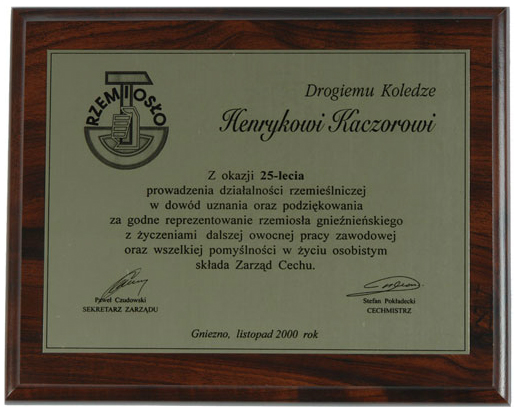 RZEMIOSŁO
Drogiemu Koledze
Henrykowi Kaczorowi
Z okazji 25-lecia
prowadzenia działalności rzemieślniczej
w dowód uznania oraz podziękowania
za godne reprezentowanie rzemiosła gnieźnieńskiego
z życzeniami dalszej owocnej pracy zawodowej
oraz wszelkiej pomyślności w życiu osobistym
składa Zarząd Cechu.
Paweł Czudowski
SEKRETARZ ZARZĄDU
Stefan Pokładecki
CECHMISTRZ
Gniezno, listopad 2000 rok